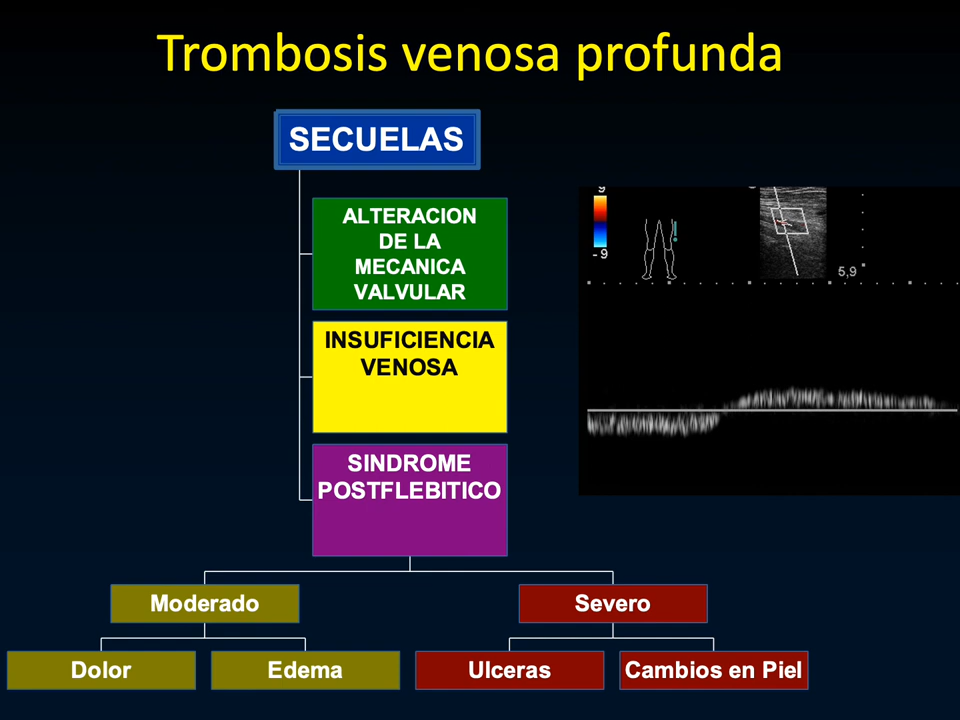 Trombosis venosa profunda
SECUELAS
ALTERACION
DE LA
MECANICA
VALVULAR
INSUFICIENCIA
VENOSA
SINDROME
POSTFLEBITICO
Moderado
Severo
Dolor
Edema
Ulceras
Cambios en Piel
9
- 9
5,9